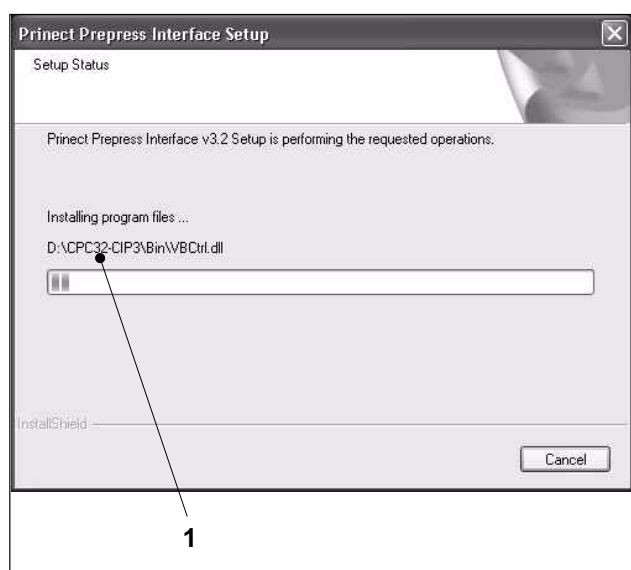 Prinect Prepress Interface Setup
Setup Status
Prinect Prepress Interface v3.2 Setup is performing the requested operations.
Installing program files ...
D:\CPC32-CIP3\Bin\VBCtrl.dll
InstallShield
Cancel
1